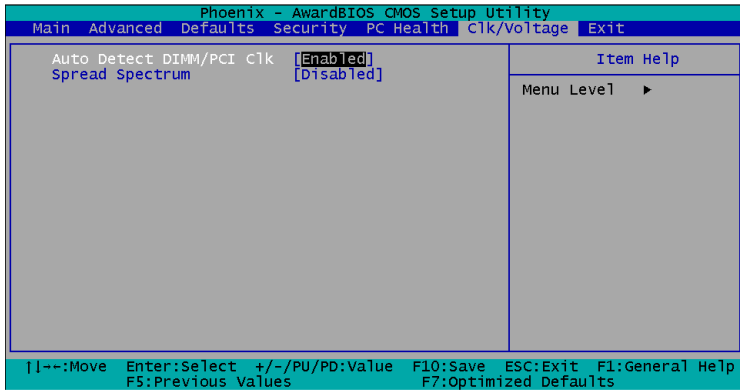 Phoenix - AwardBIOS CMOS Setup Utility
Main Advanced Defaults Security PC Health Clk/Voltage Exit
Auto Detect DIMM/PCI Clk [Enabled]
Spread Spectrum [Disabled]
Item Help
Menu Level ▶
↑↓→←:Move Enter:Select +/-/PU/PD:Value F10:Save ESC:Exit F1:General Help
F5:Previous Values F7:Optimized Defaults